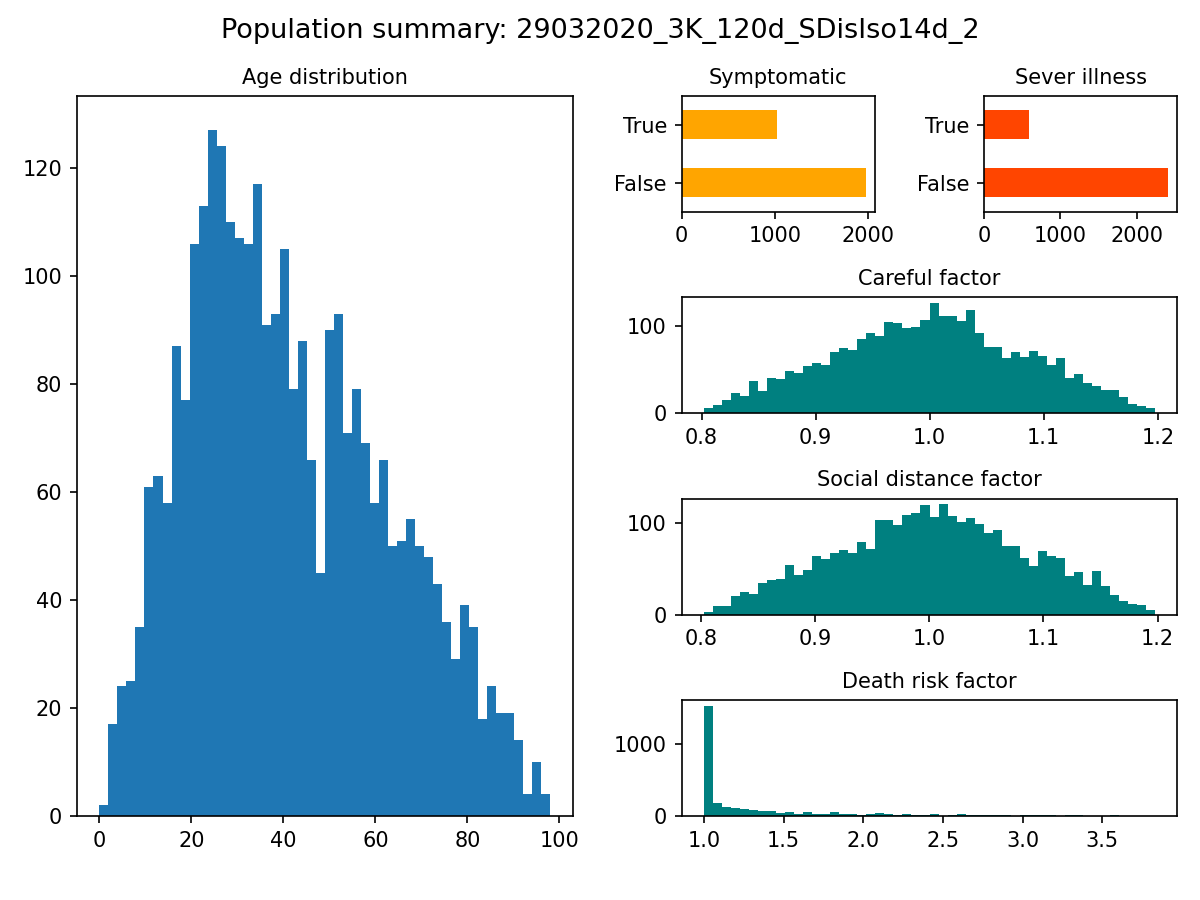 Population summary: 29032020_3K_120d_SDisIso14d_2
Age distribution
120
100
80
60
40
20
0
0 20 40 60 80 100
Symptomatic
True
False
0 1000 2000
Sever illness
True
False
0 1000 2000
Careful factor
100
0
0.8 0.9 1.0 1.1 1.2
Social distance factor
100
0
0.8 0.9 1.0 1.1 1.2
Death risk factor
1000
0
1.0 1.5 2.0 2.5 3.0 3.5